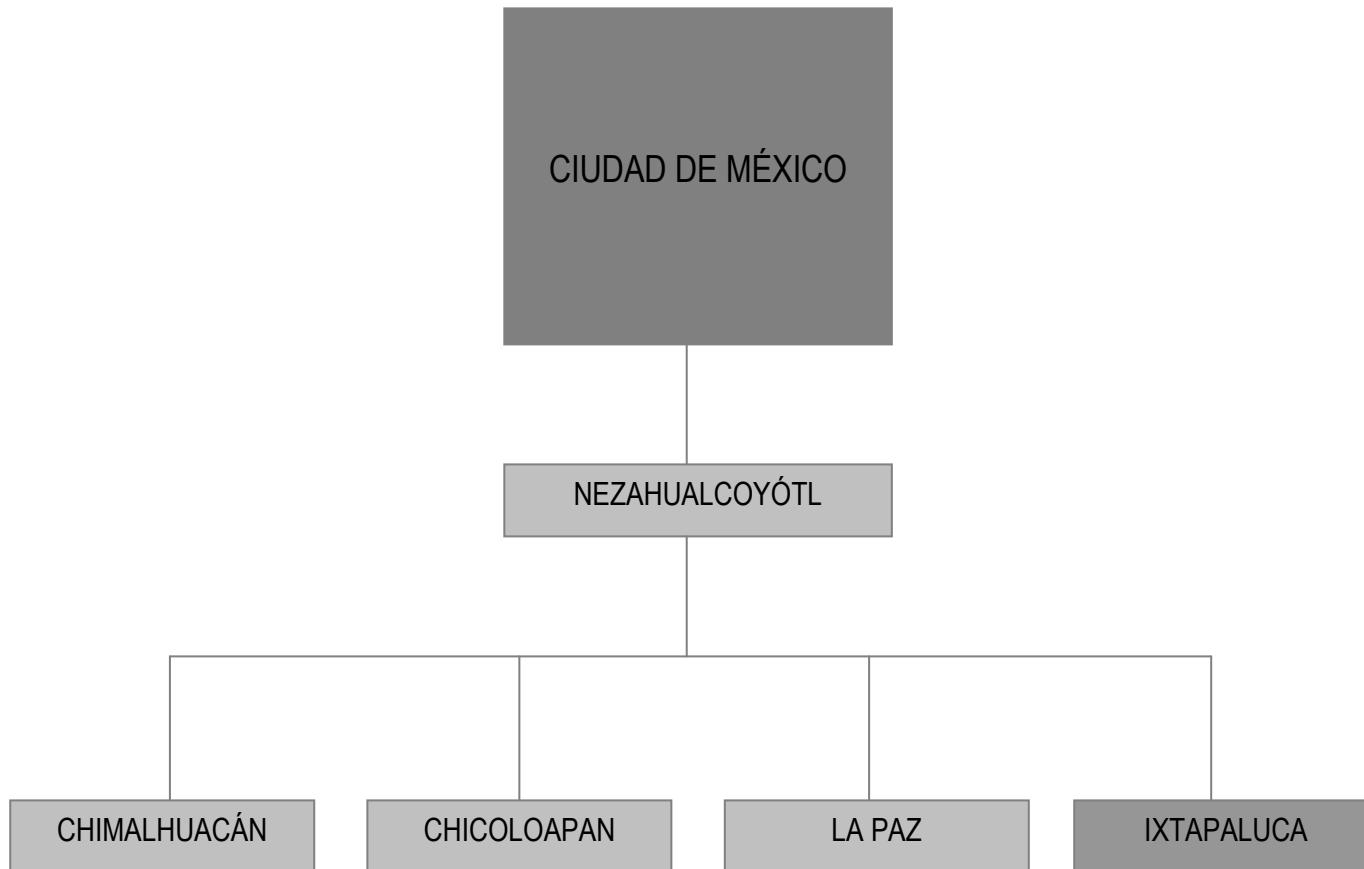 CIUDAD DE MÉXICO
NEZAHUALCOYÓTL
CHIMALHUACÁN
CHICOLOAPAN
LA PAZ
IXTAPALUCA